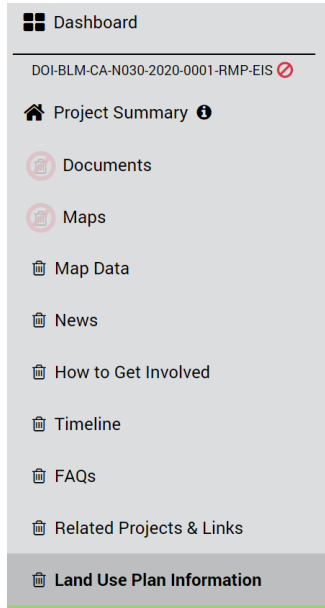 Dashboard
DOI-BLM-CA-N030-2020-0001-RMP-EIS
Project Summary
Documents
Maps
Map Data
News
How to Get Involved
Timeline
FAQs
Related Projects & Links
Land Use Plan Information